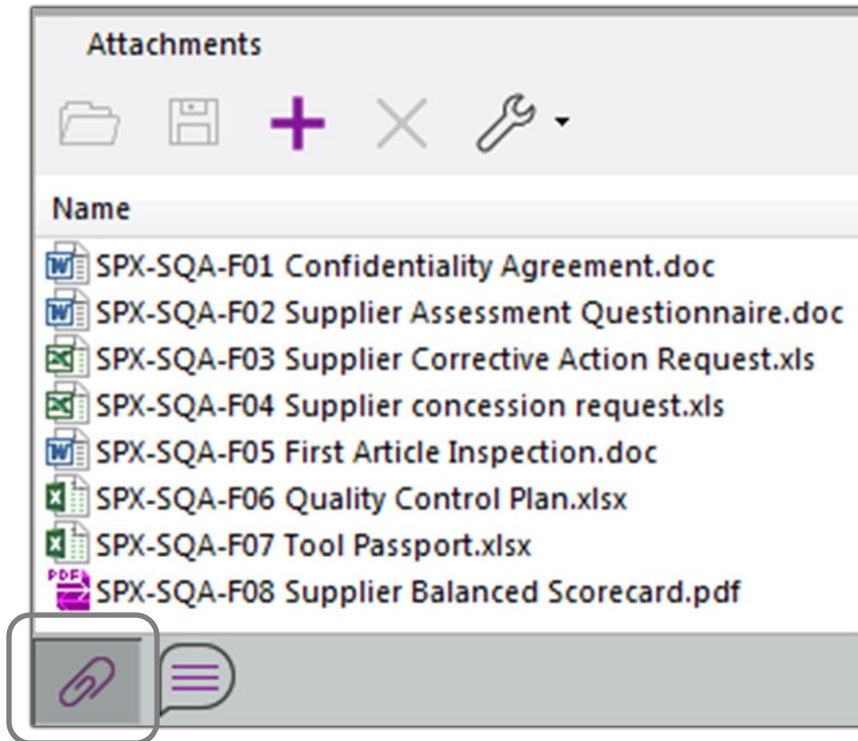 Attachments
Name
SPX-SQA-F01 Confidentiality Agreement.doc
SPX-SQA-F02 Supplier Assessment Questionnaire.doc
SPX-SQA-F03 Supplier Corrective Action Request.xls
SPX-SQA-F04 Supplier concession request.xls
SPX-SQA-F05 First Article Inspection.doc
SPX-SQA-F06 Quality Control Plan.xlsx
SPX-SQA-F07 Tool Passport.xlsx
PDF SPX-SQA-F08 Supplier Balanced Scorecard.pdf